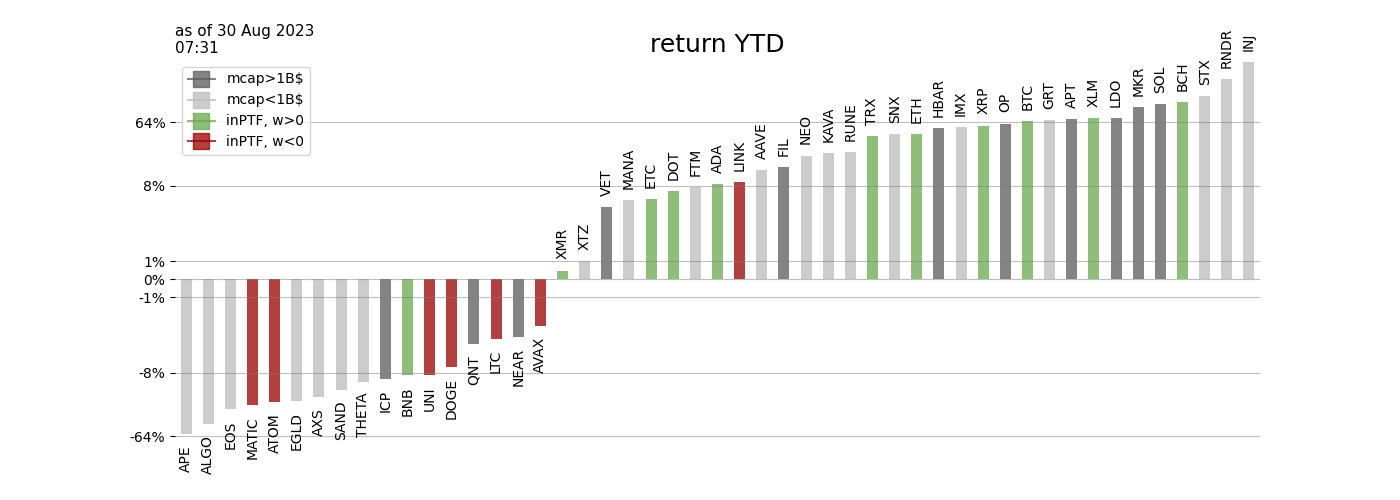 as of 30 Aug 2023
07:31
return YTD
mcap>1B$
mcap<1B$
inPTF, w>0
inPTF, w<0
64%
8%
1%
0%
-1%
-8%
-64%
APE
ALGO
EOS
MATIC
ATOM
EGLD
AXS
SAND
THETA
ICP
BNB
UNI
DOGE
QNT
LTC
NEAR
AVAX
XMR
XTZ
VET
MANA
ETC
DOT
FTM
ADA
LINK
AAVE
FIL
NEO
KAVA
RUNE
TRX
SNX
ETH
HBAR
IMX
XRP
OP
BTC
GRT
APT
XLM
LDO
MKR
SOL
BCH
STX
RNDR
INJ